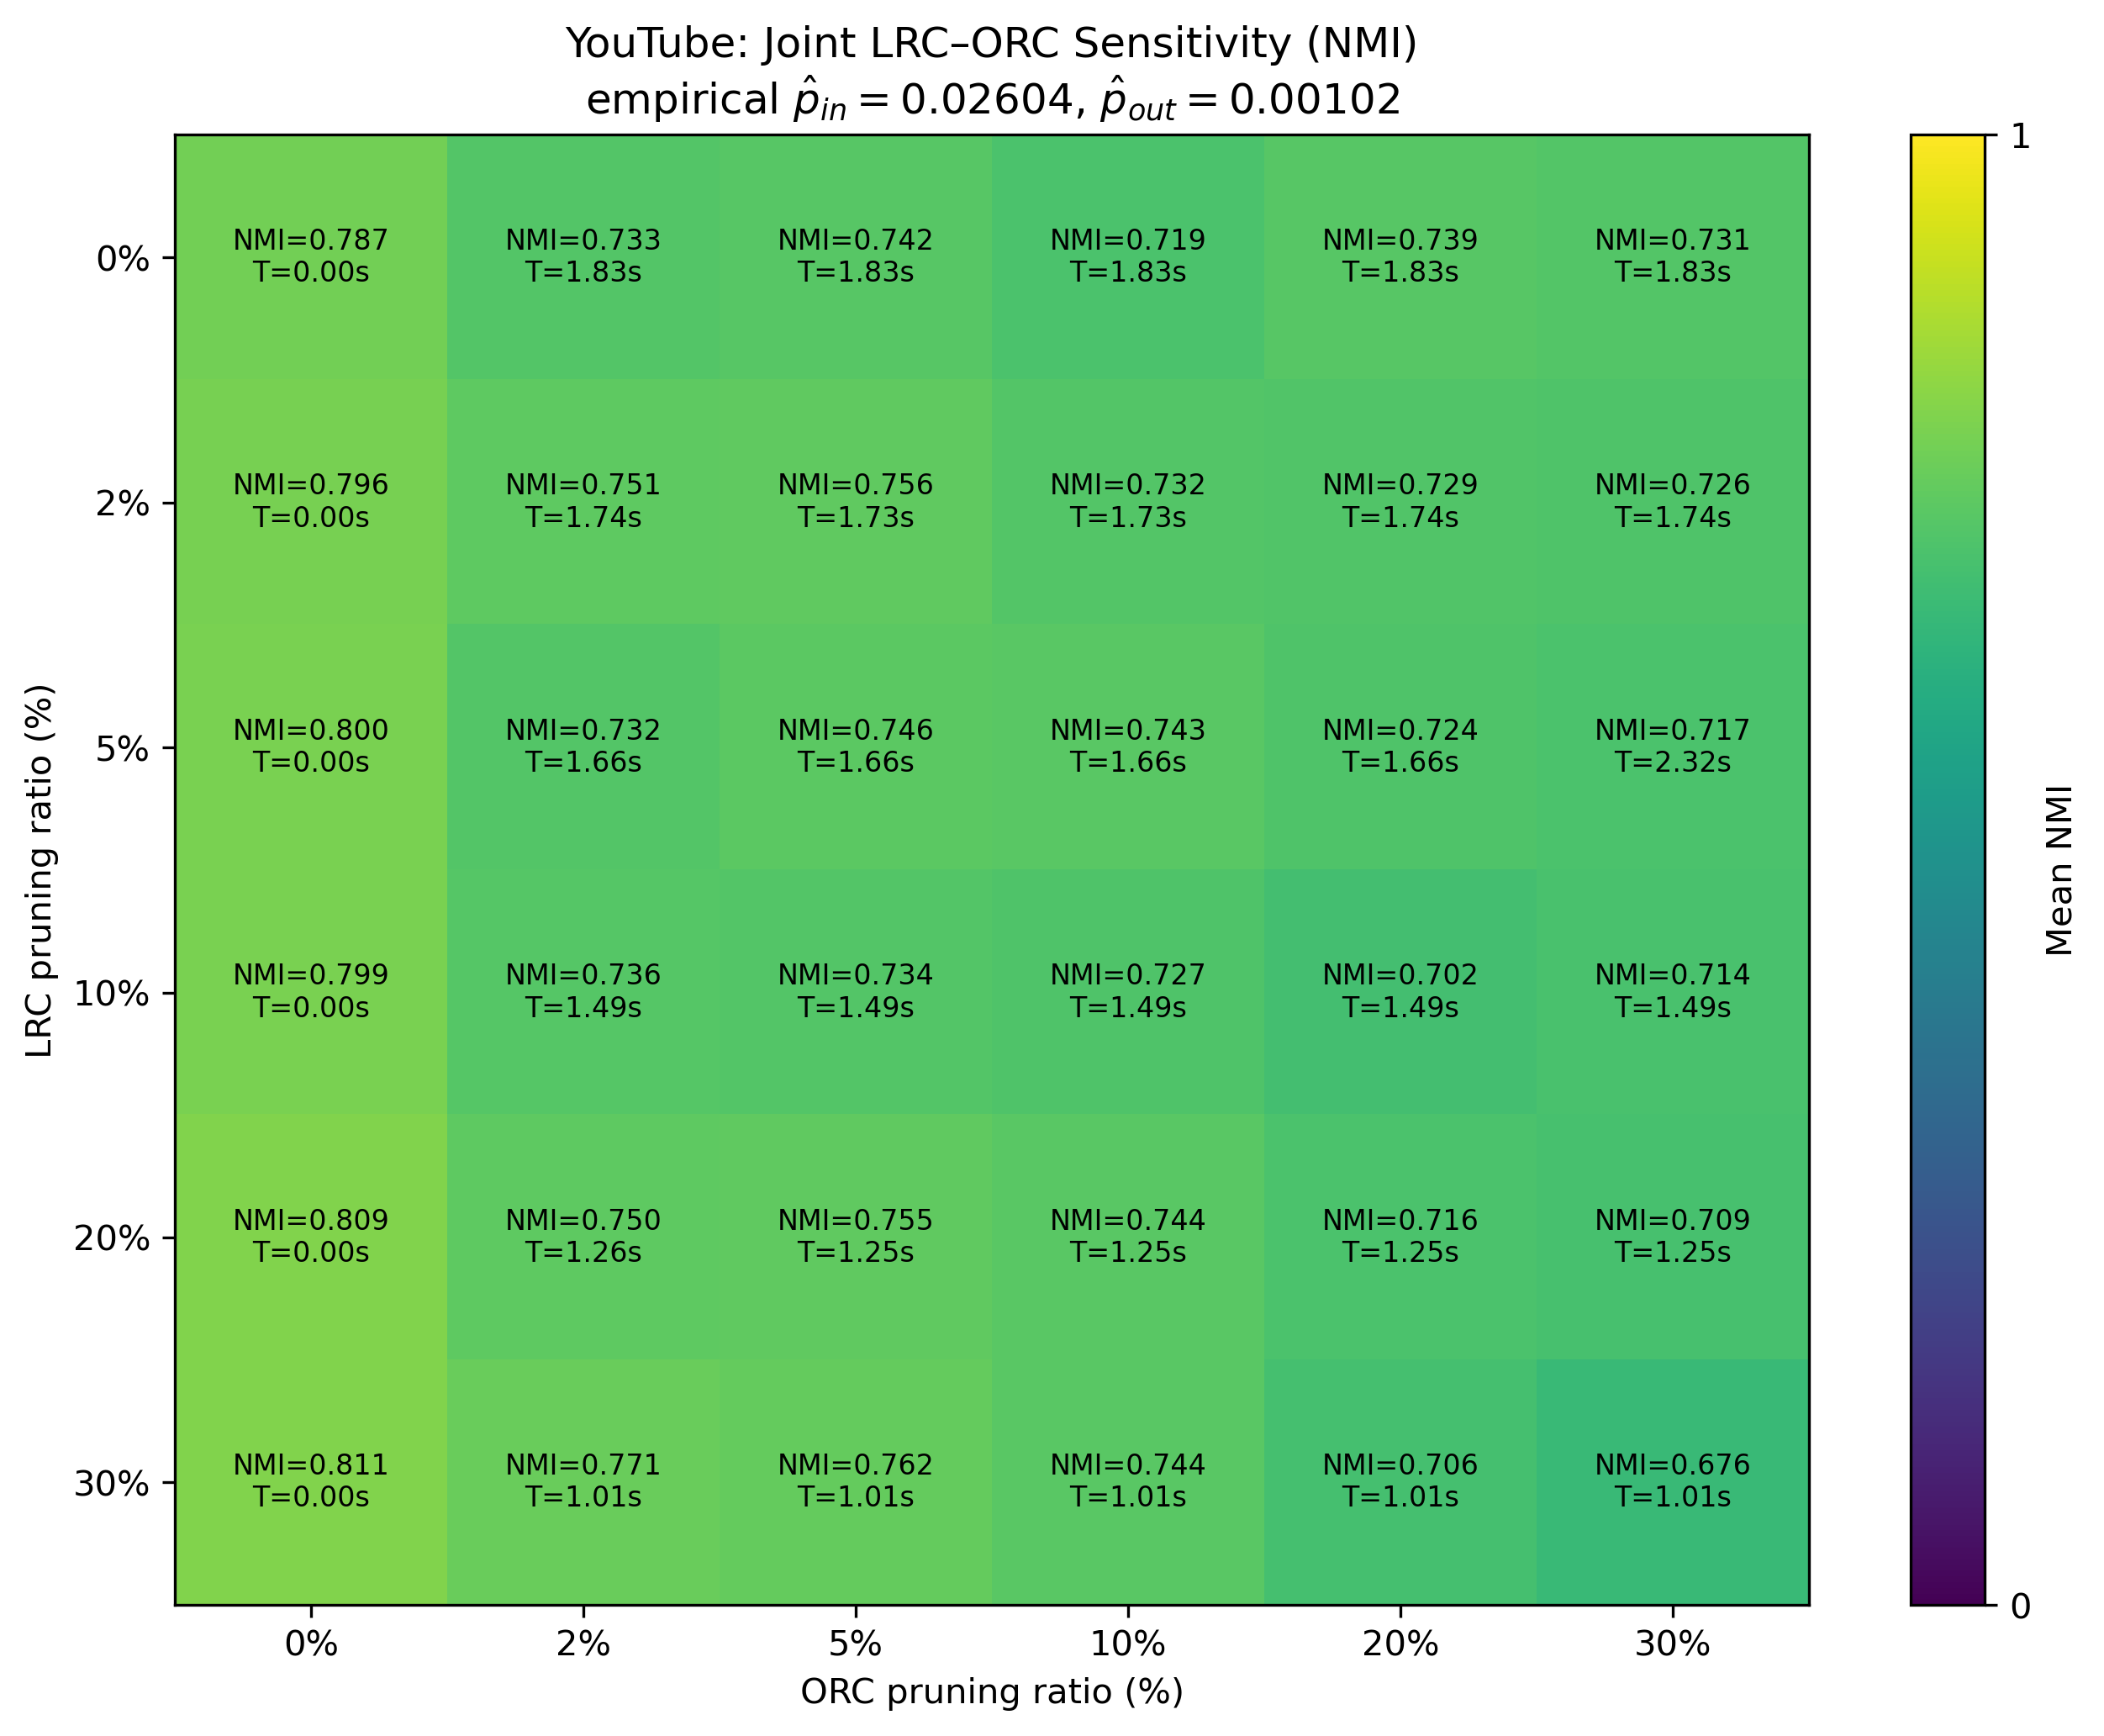 YouTube: Joint LRC–ORC Sensitivity (NMI)
empirical p̂_in = 0.02604, p̂_out = 0.00102
LRC pruning ratio (%)
0%
NMI=0.787 NMI=0.733 NMI=0.742 NMI=0.719 NMI=0.739 NMI=0.731
T=0.00s T=1.83s T=1.83s T=1.83s T=1.83s T=1.83s
2%
NMI=0.796 NMI=0.751 NMI=0.756 NMI=0.732 NMI=0.729 NMI=0.726
T=0.00s T=1.74s T=1.73s T=1.73s T=1.74s T=1.74s
5%
NMI=0.800 NMI=0.732 NMI=0.746 NMI=0.743 NMI=0.724 NMI=0.717
T=0.00s T=1.66s T=1.66s T=1.66s T=1.66s T=2.32s
10%
NMI=0.799 NMI=0.736 NMI=0.734 NMI=0.727 NMI=0.702 NMI=0.714
T=0.00s T=1.49s T=1.49s T=1.49s T=1.49s T=1.49s
20%
NMI=0.809 NMI=0.750 NMI=0.755 NMI=0.744 NMI=0.716 NMI=0.709
T=0.00s T=1.26s T=1.25s T=1.25s T=1.25s T=1.25s
30%
NMI=0.811 NMI=0.771 NMI=0.762 NMI=0.744 NMI=0.706 NMI=0.676
T=0.00s T=1.01s T=1.01s T=1.01s T=1.01s T=1.01s
0% 2% 5% 10% 20% 30%
ORC pruning ratio (%)
1
Mean NMI
0